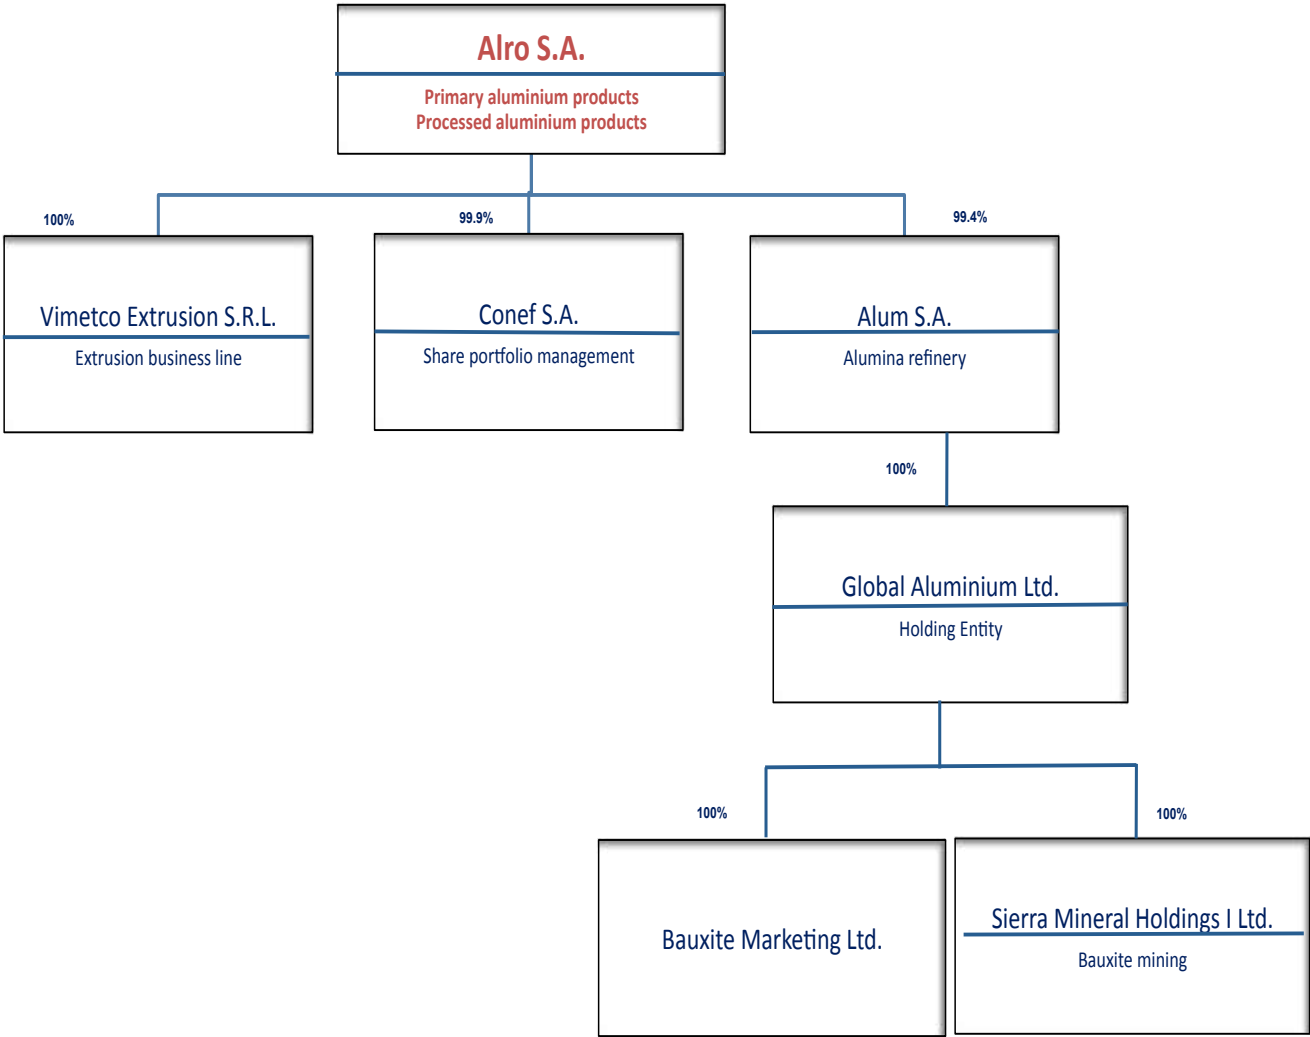 Alro S.A.
Primary aluminium products
Processed aluminium products
100%
99.9%
99.4%
Vimetco Extrusion S.R.L.
Extrusion business line
Conef S.A.
Share portfolio management
Alum S.A.
Alumina refinery
100%
Global Aluminium Ltd.
Holding Entity
100%
100%
Bauxite Marketing Ltd.
Sierra Mineral Holdings I Ltd.
Bauxite mining